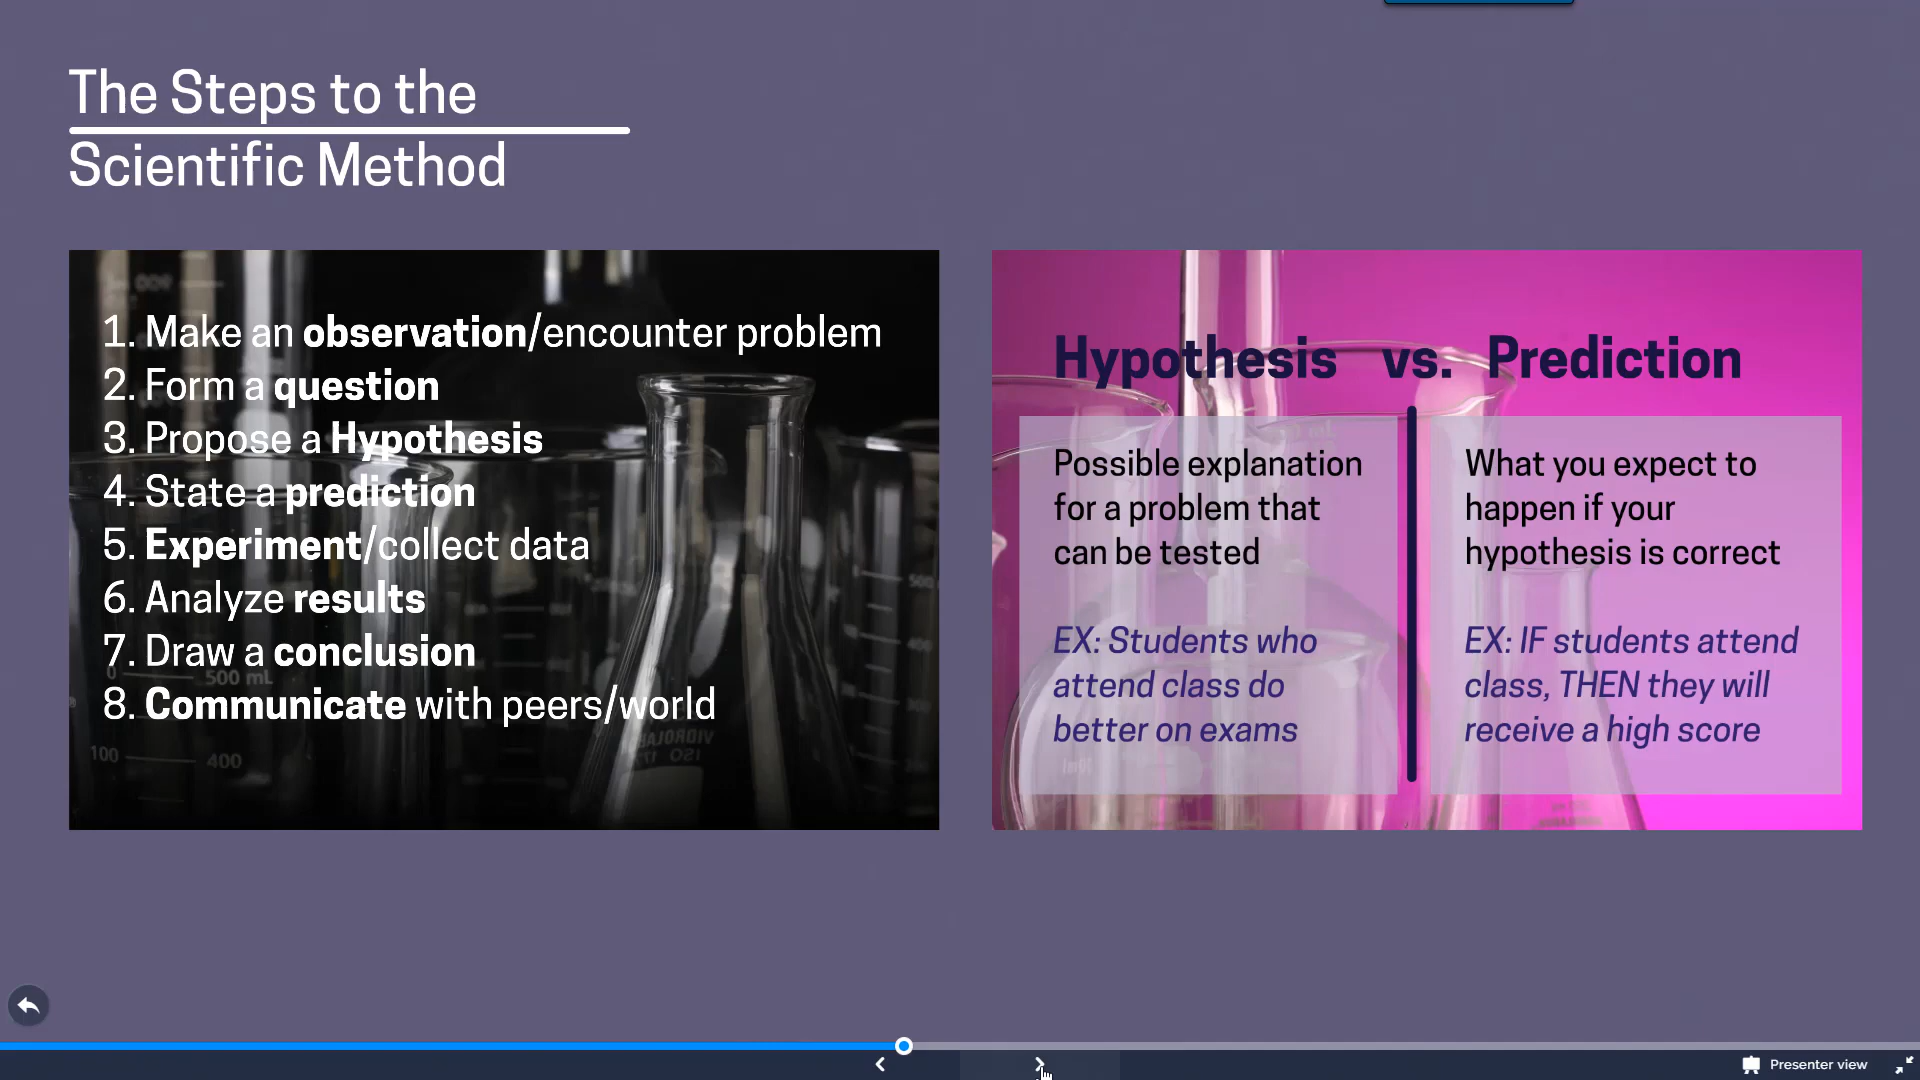 The Steps to the
Scientific Method
1. Make an observation/encounter problem
2. Form a question
3. Propose a Hypothesis
4. State a prediction
5. Experiment/collect data
6. Analyze results
7. Draw a conclusion
8. Communicate with peers/world
500 mL
100
400
Hypothesis vs. Prediction
Possible explanation
for a problem that
can be tested
EX: Students who
attend class do
better on exams
What you expect to
happen if your
hypothesis is correct
EX: IF students attend
class, THEN they will
receive a high score
Presenter view